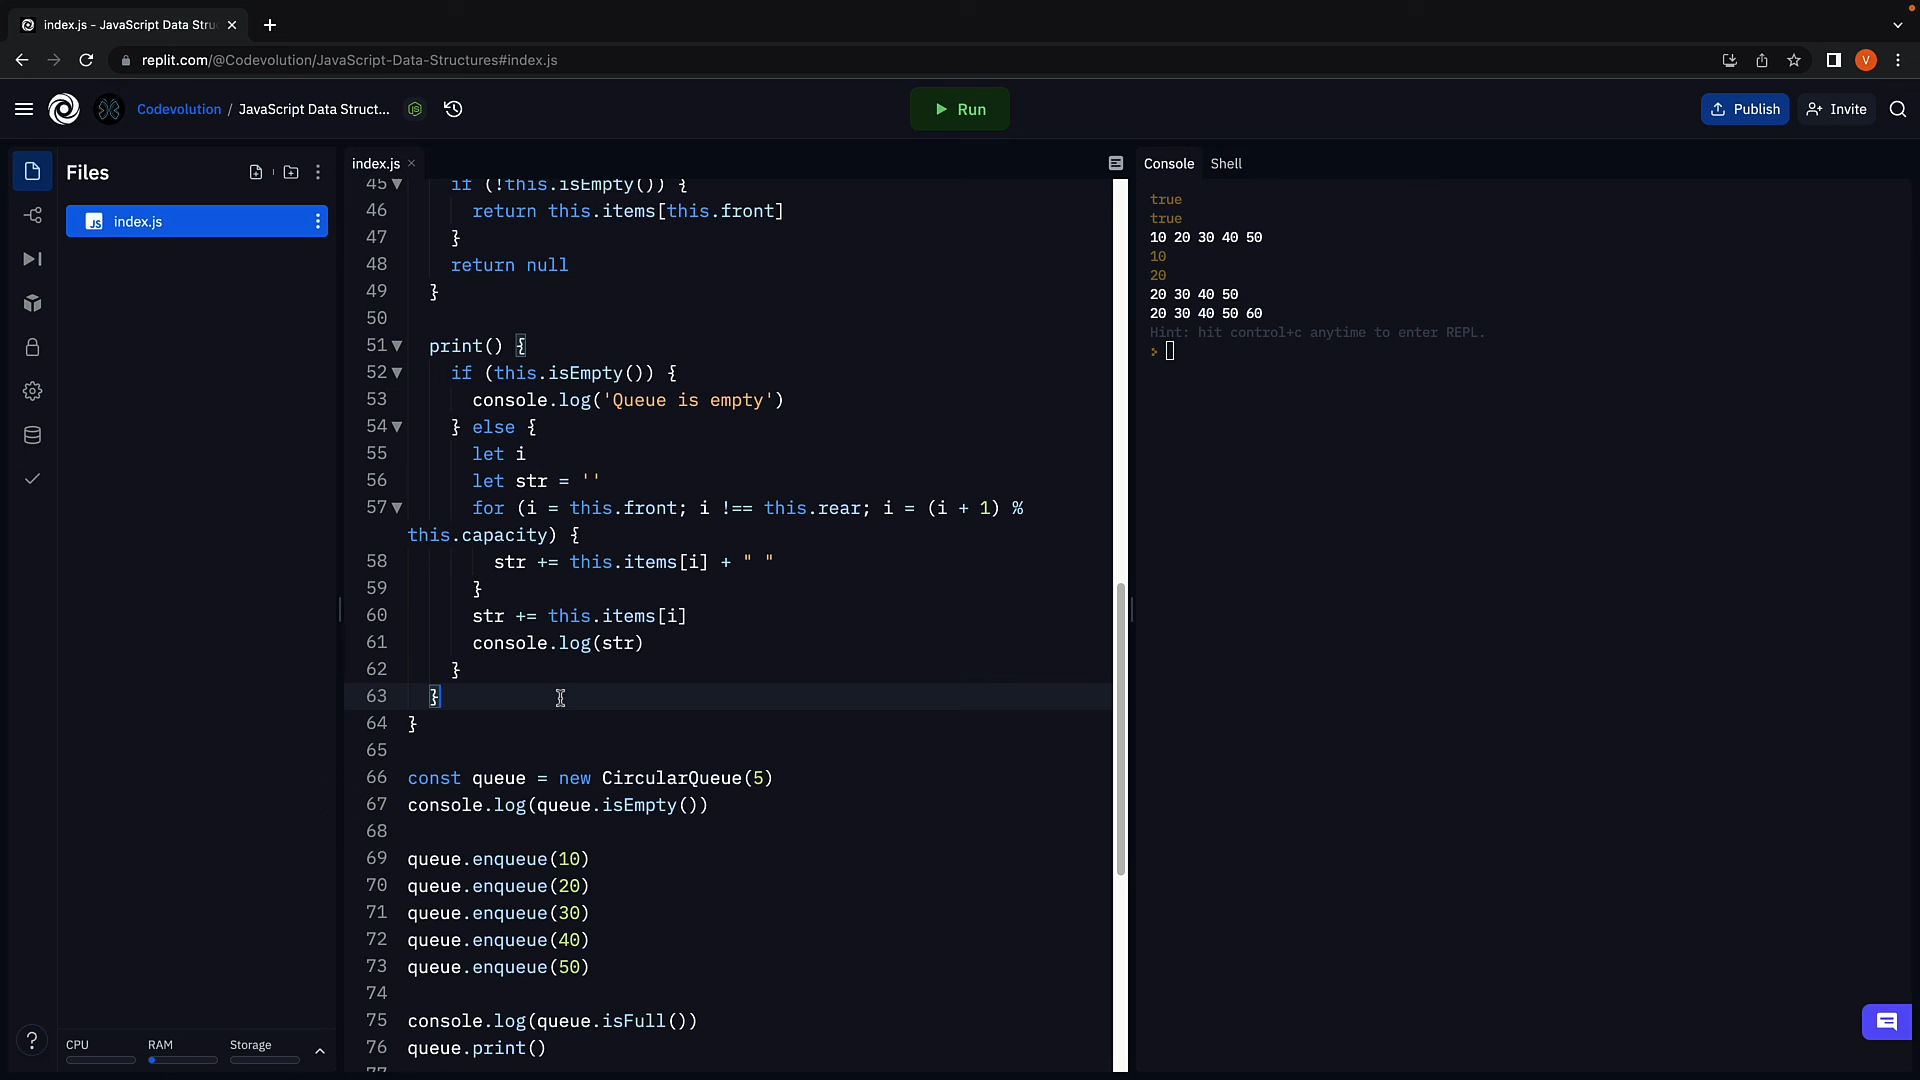 index.js - JavaScript Data Stru
replit.com/@Codevolution/JavaScript-Data-Structures#index.js
V
Codevolution / JavaScript Data Struct...
Run
Publish
Invite
Files
JS index.js
CPU
RAM
Storage
?
index.js
45 if (!this.isEmpty()) {
46 return this.items[this.front]
47 }
48 return null
49 }
50
51 print() {
52 if (this.isEmpty()) {
53 console.log('Queue is empty')
54 } else {
55 let i
56 let str = ''
57 for (i = this.front; i !== this.rear; i = (i + 1) %
this.capacity) {
58 str += this.items[i] + " "
59 }
60 str += this.items[i]
61 console.log(str)
62 }
63 }
64 }
65
66 const queue = new CircularQueue(5)
67 console.log(queue.isEmpty())
68
69 queue.enqueue(10)
70 queue.enqueue(20)
71 queue.enqueue(30)
72 queue.enqueue(40)
73 queue.enqueue(50)
74
75 console.log(queue.isFull())
76 queue.print()
77
Console Shell
true
true
10 20 30 40 50
10
20
20 30 40 50
20 30 40 50 60
Hint: hit control+c anytime to enter REPL.
>